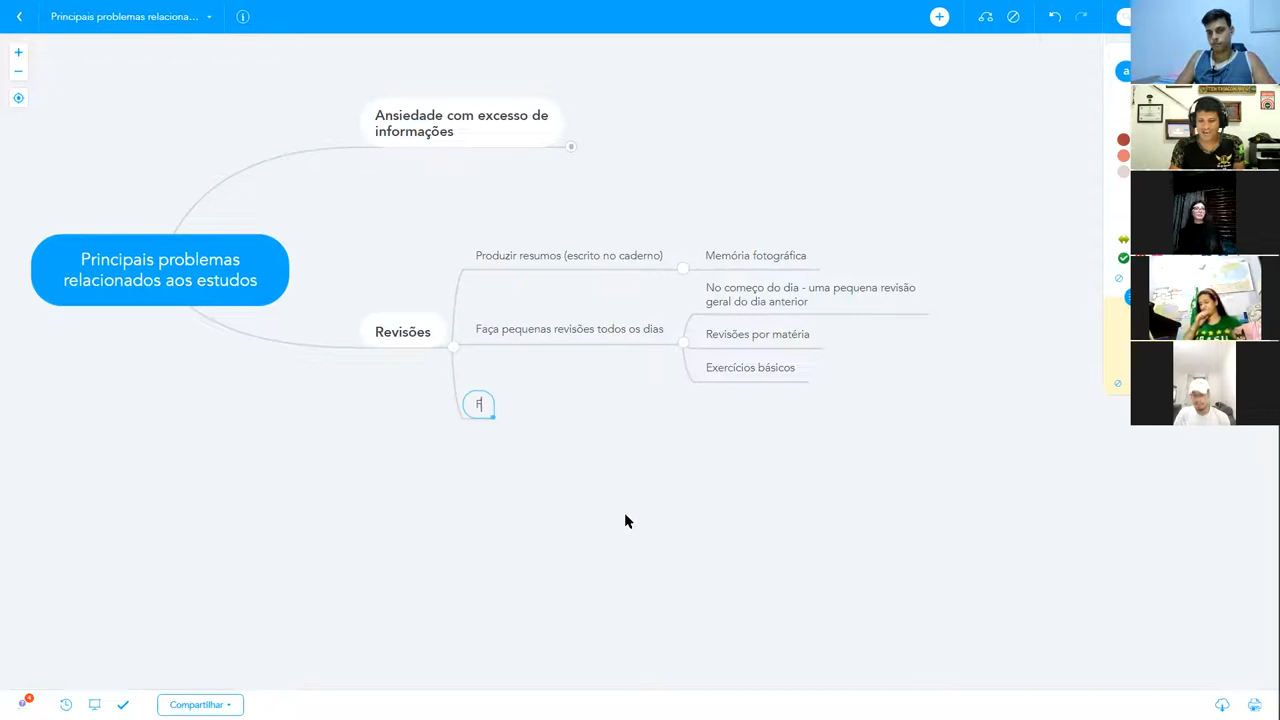 Principais problemas relaciona...
Ansiedade com excesso de
informações
Principais problemas
relacionados aos estudos
Produzir resumos (escrito no caderno)
Memória fotográfica
No começo do dia - uma pequena revisão
geral do dia anterior
Revisões
Faça pequenas revisões todos os dias
Revisões por matéria
Exercícios básicos
F
a
BRASIL
4
?
Compartilhar